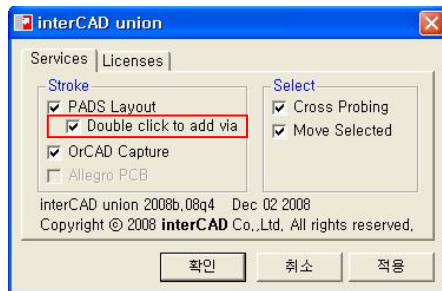 interCAD union
Services Licenses
Stroke
PADS Layout
Double click to add via
OrCAD Capture
Allegro PCB
Select
Cross Probing
Move Selected
interCAD union 2008b,08q4 Dec 02 2008
Copyright ⓒ 2008 interCAD Co,.Ltd, All rights reserved,
확인 취소 적용